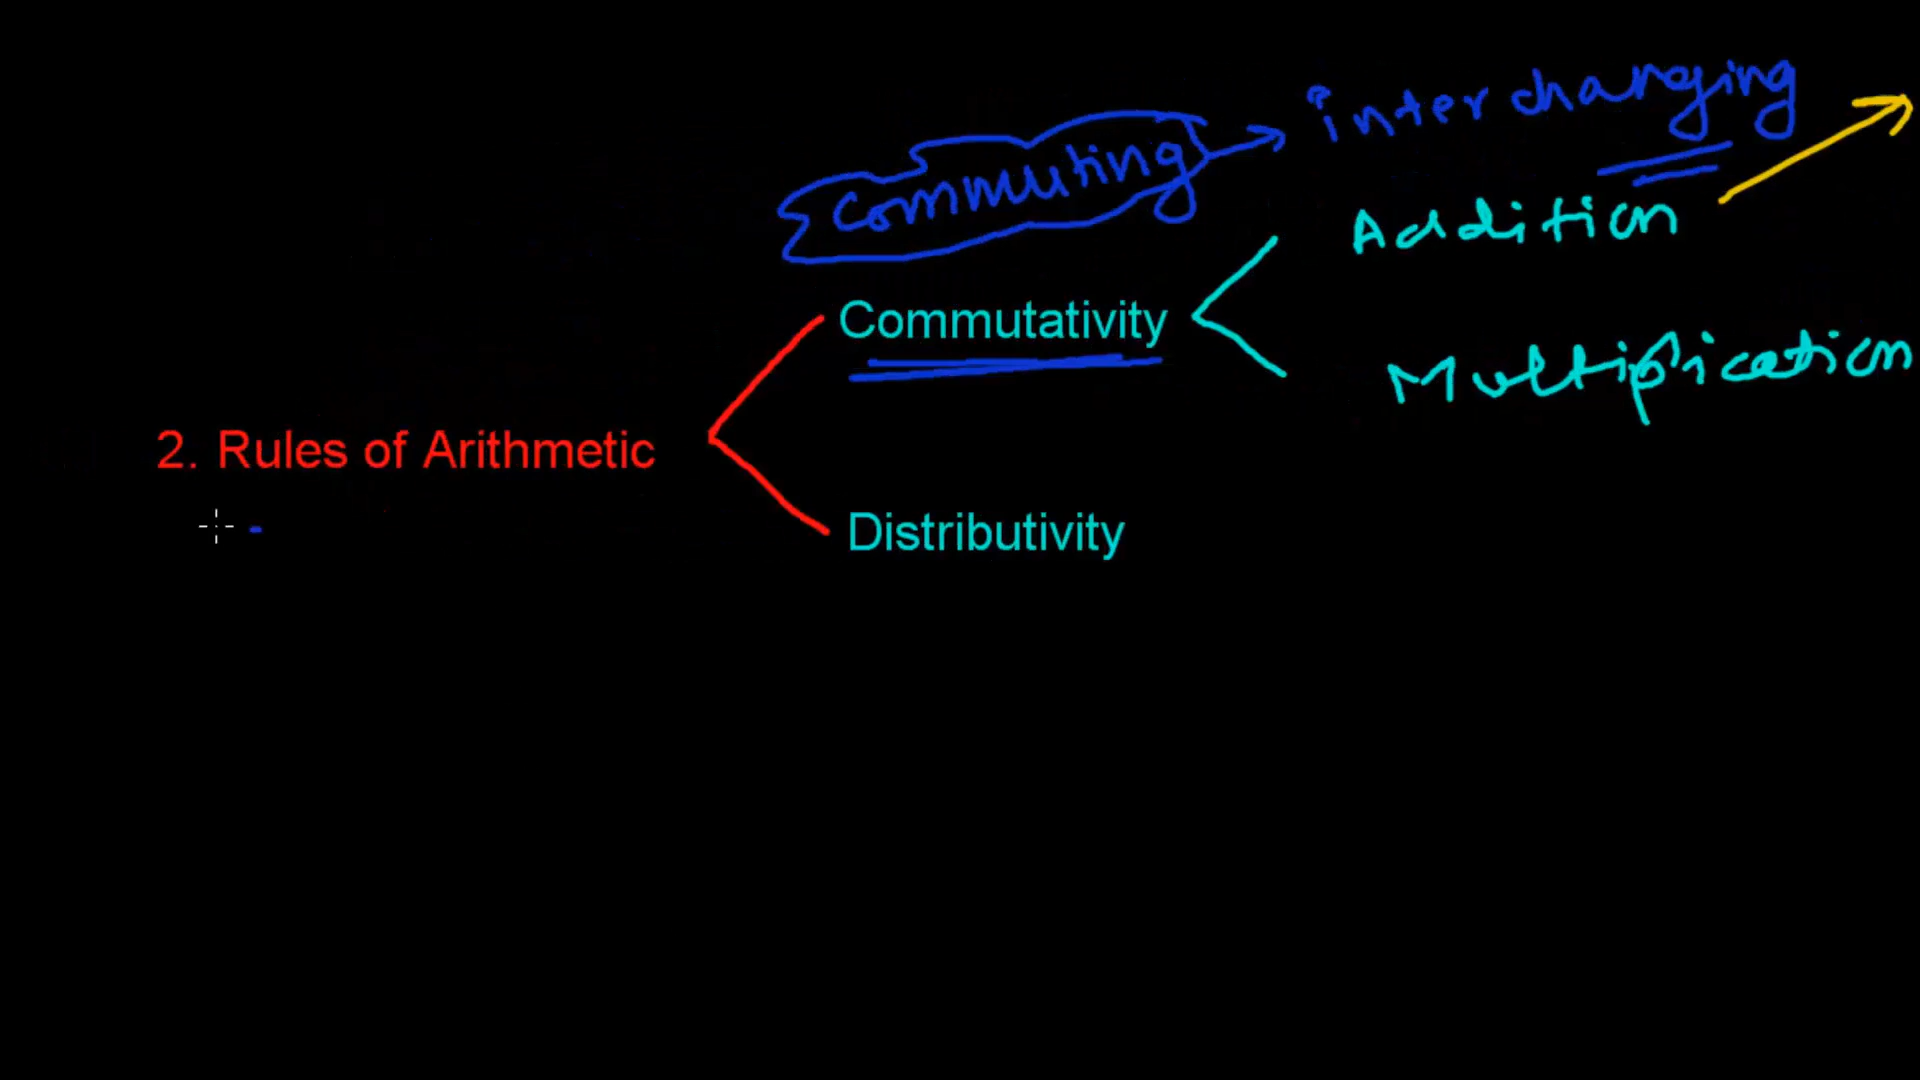 commuting
interchanging
Addition
Commutativity
Multiplication
2. Rules of Arithmetic
Distributivity